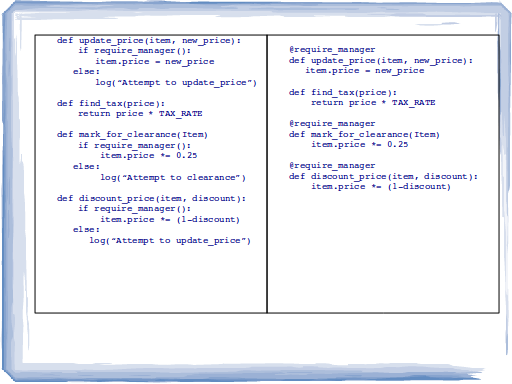 def update_price(item, new_price):
if require_manager():
item.price = new_price
else:
log(“Attempt to update_price”)
def find_tax(price):
return price * TAX_RATE
def mark_for_clearance(Item)
if require_manager():
item.price *= 0.25
else:
log(“Attempt to clearance”)
def discount_price(item, discount):
if require_manager():
item.price *= (1-discount)
else:
log(“Attempt to update_price”)
@require_manager
def update_price(item, new_price):
item.price = new_price
def find_tax(price):
return price * TAX_RATE
@require_manager
def mark_for_clearance(Item)
item.price *= 0.25
@require_manager
def discount_price(item, discount):
item.price *= (1-discount)